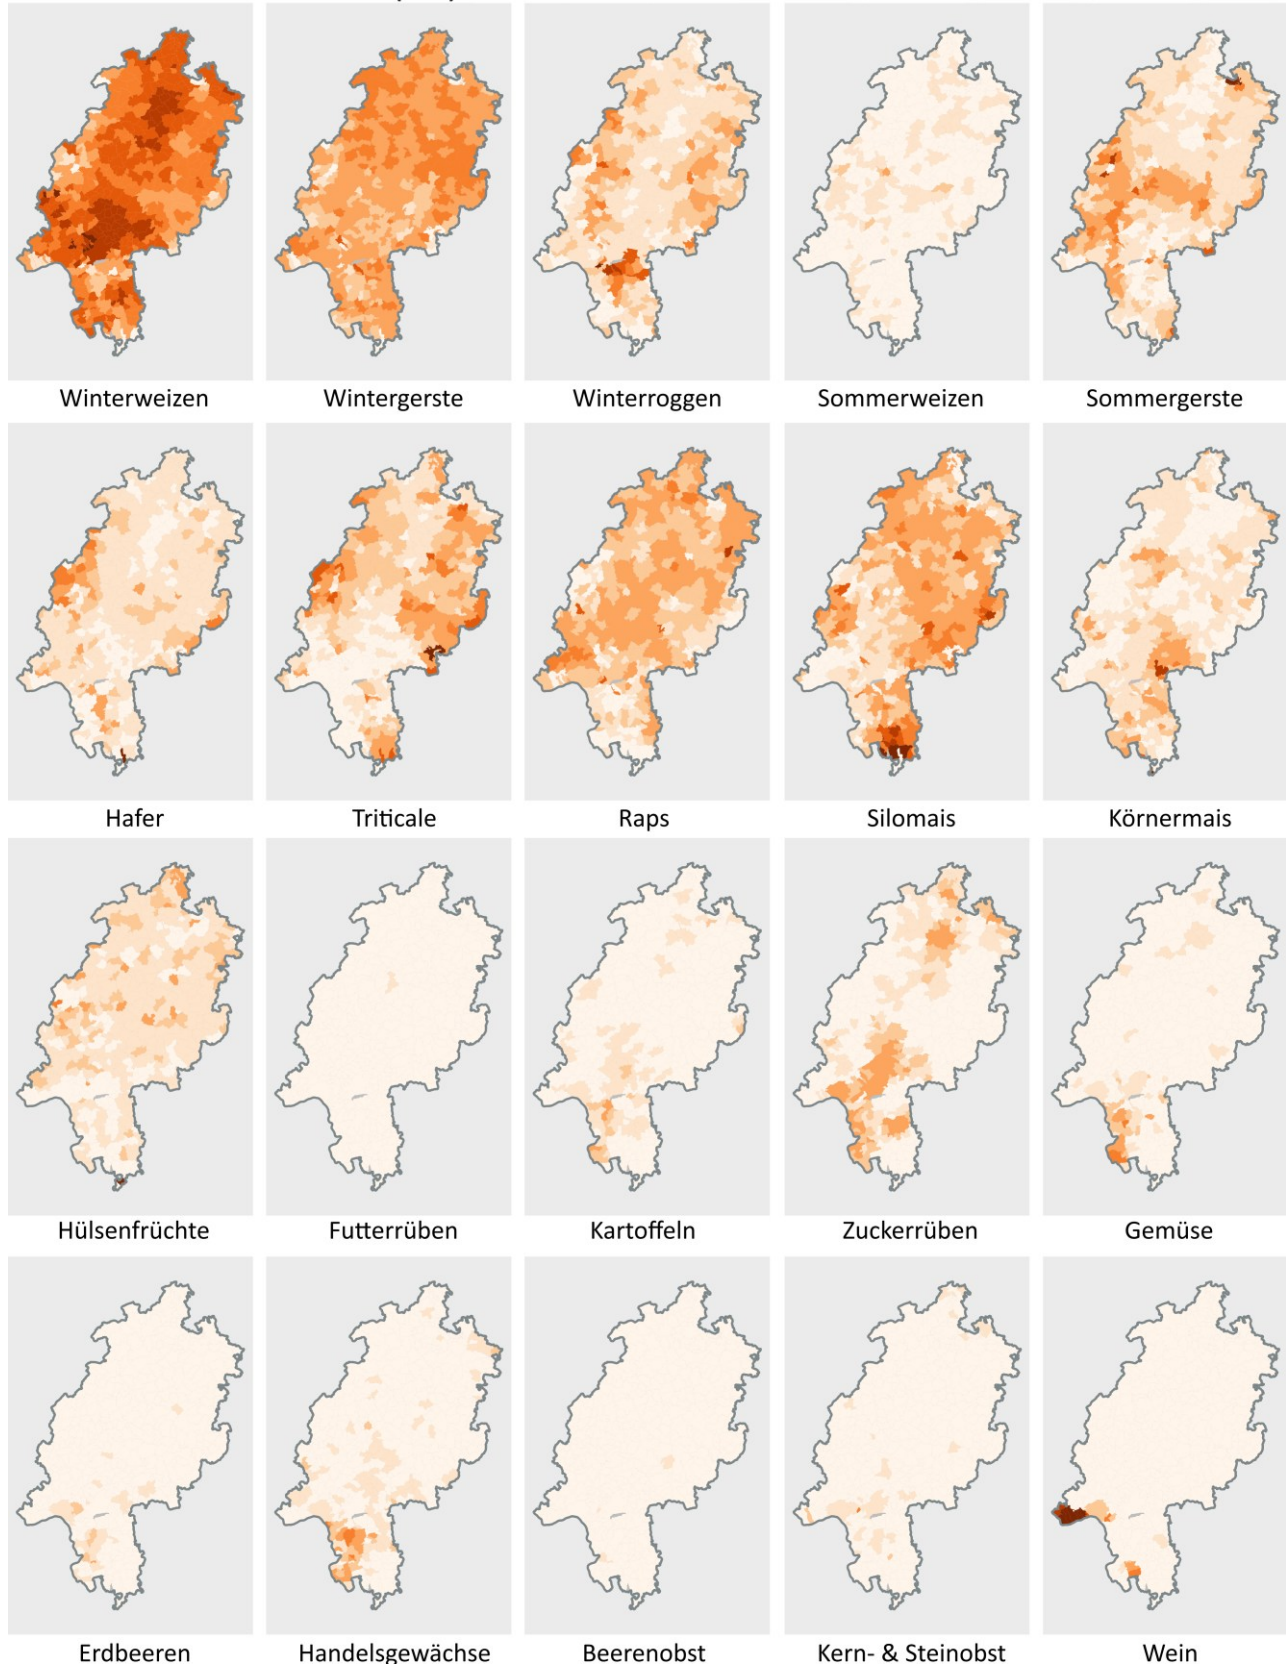 Winterweizen
Wintergerste
Winterroggen
Sommerweizen
Sommergerste
Hafer
Triticale
Raps
Silomais
Körnermais
Hülsenfrüchte
Futterrüben
Kartoffeln
Zuckerrüben
Gemüse
Erdbeeren
Handelsgewächse
Beerenobst
Kern- & Steinobst
Wein